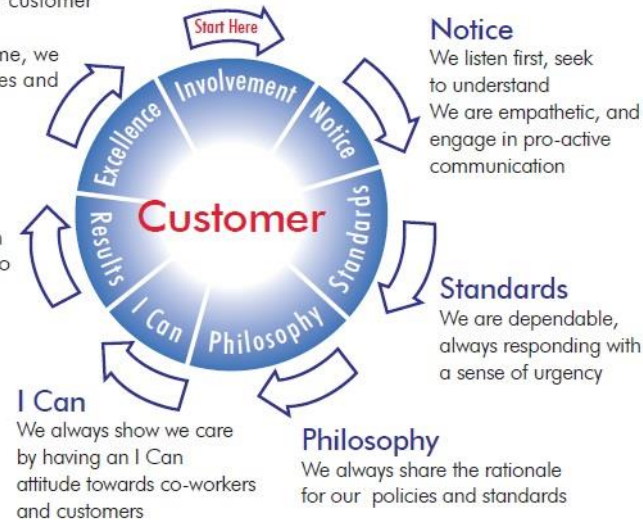 customer
me, we
es and
o
Start Here
Involvement
Notice
Standards
Philosophy
I Can
Results
Excellence
Customer
Notice
We listen first, seek
to understand
We are empathetic, and
engage in pro-active
communication
Standards
We are dependable,
always responding with
a sense of urgency
Philosophy
We always share the rationale
for our policies and standards
I Can
We always show we care
by having an I Can
attitude towards co-workers
and customers